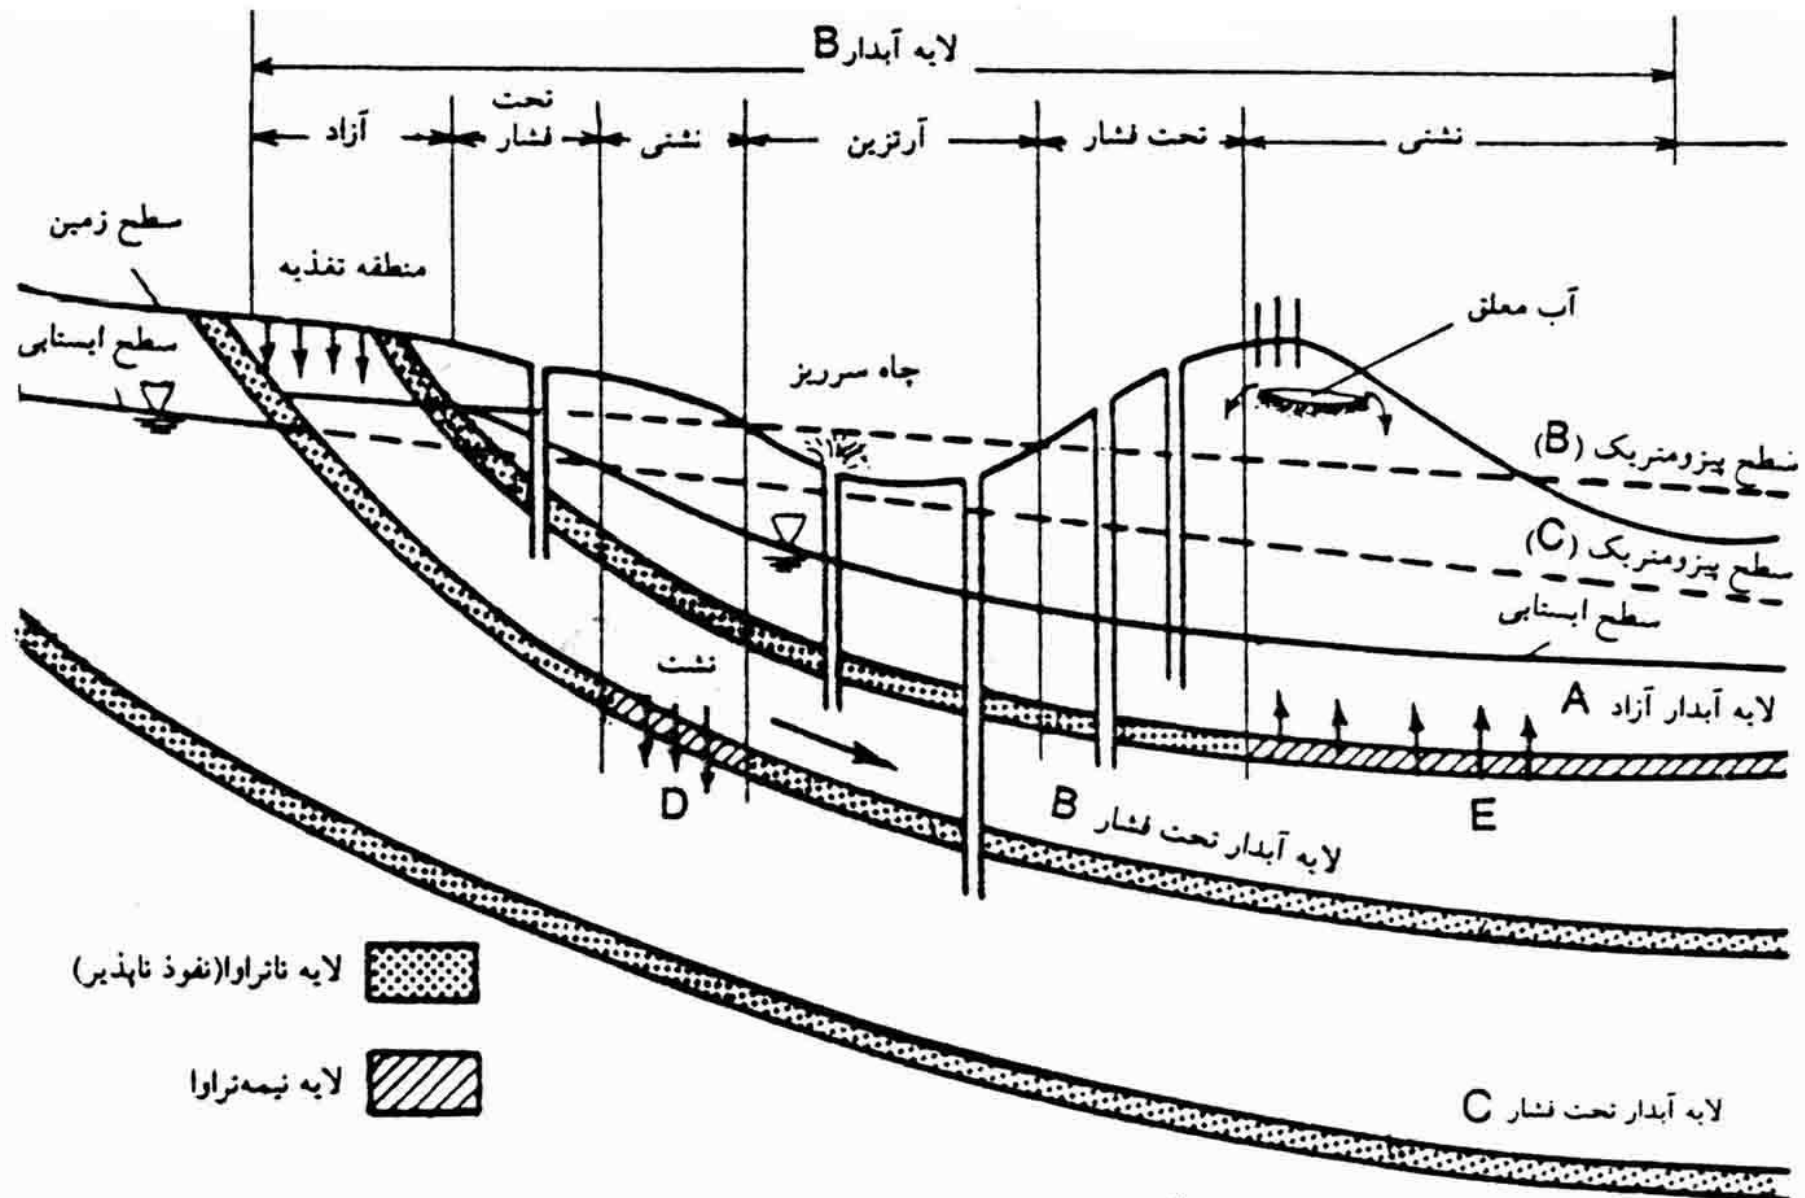 لایه آبدار B
آزاد
تحت
فشار
نشتی
آرتزین
تحت فشار
نشتی
سطح زمین
منطقه تغذیه
سطح ایستابی
چاه سرریز
آب معلق
سطح پیزومتریک (B)
سطح پیزومتریک (C)
سطح ایستابی
لایه آبدار آزاد A
نشت
D
E
لایه آبدار تحت فشار B
لایه ناتراوا(نفوذ ناپذیر)
لایه نیمه‌تراوا
لایه آبدار تحت فشار C